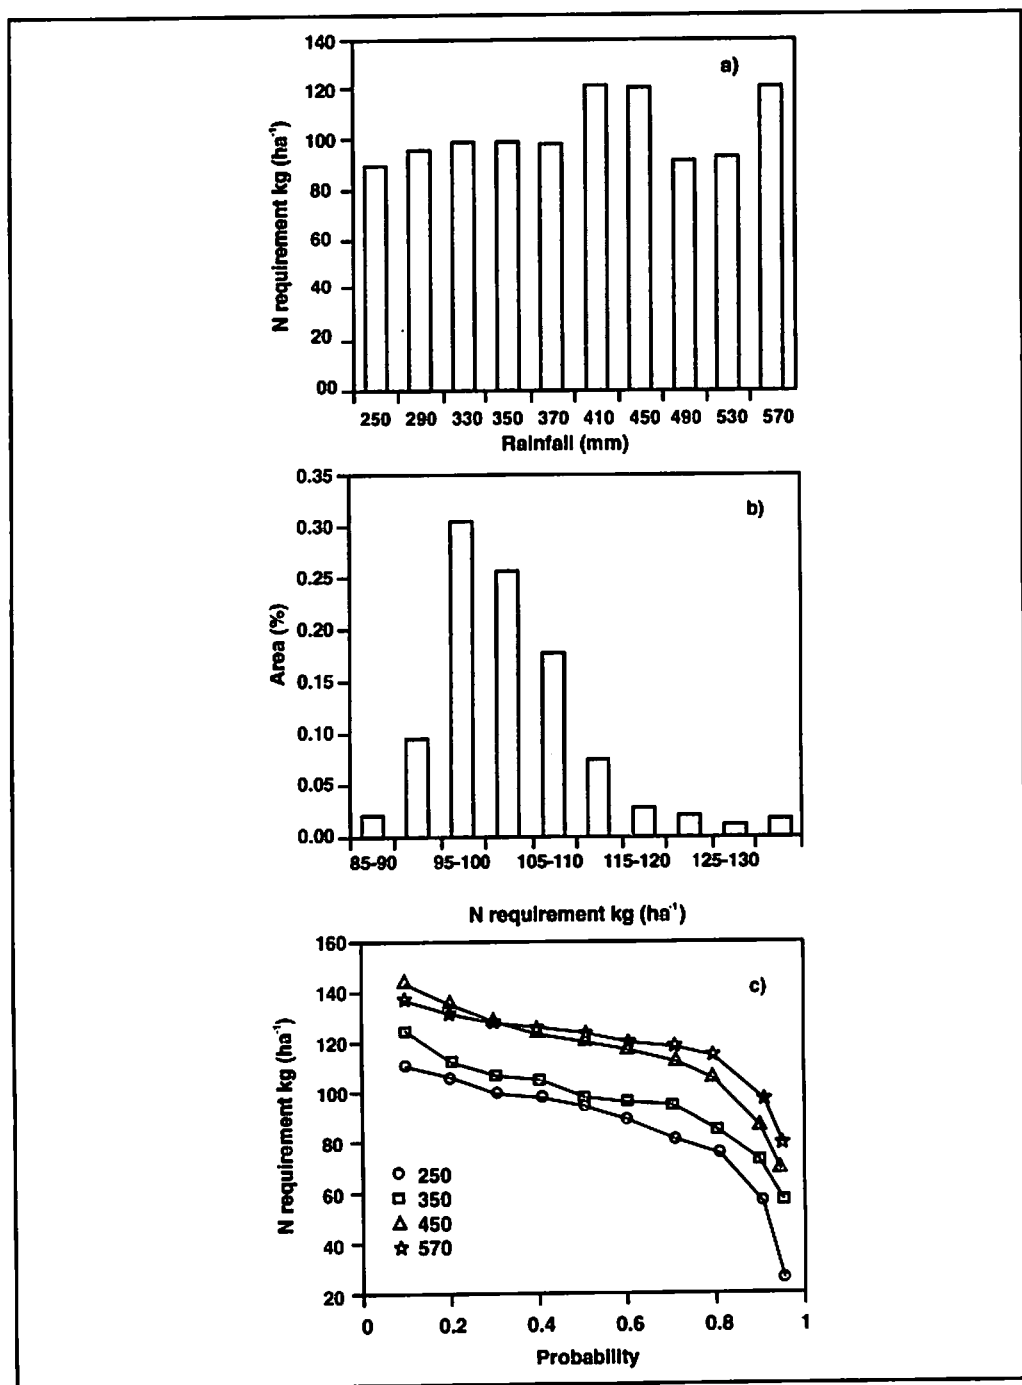 a)
140
120
100
80
60
40
20
00
N requirement kg (ha⁻¹)
250 290 330 350 370 410 450 490 530 570
Rainfall (mm)
b)
0.35
0.30
0.25
0.20
0.15
0.10
0.05
0.00
Area (%)
85-90 95-100 105-110 115-120 125-130
N requirement kg (ha⁻¹)
c)
160
140
120
100
80
60
40
20
N requirement kg (ha⁻¹)
250
350
450
570
0 0.2 0.4 0.6 0.8 1
Probability